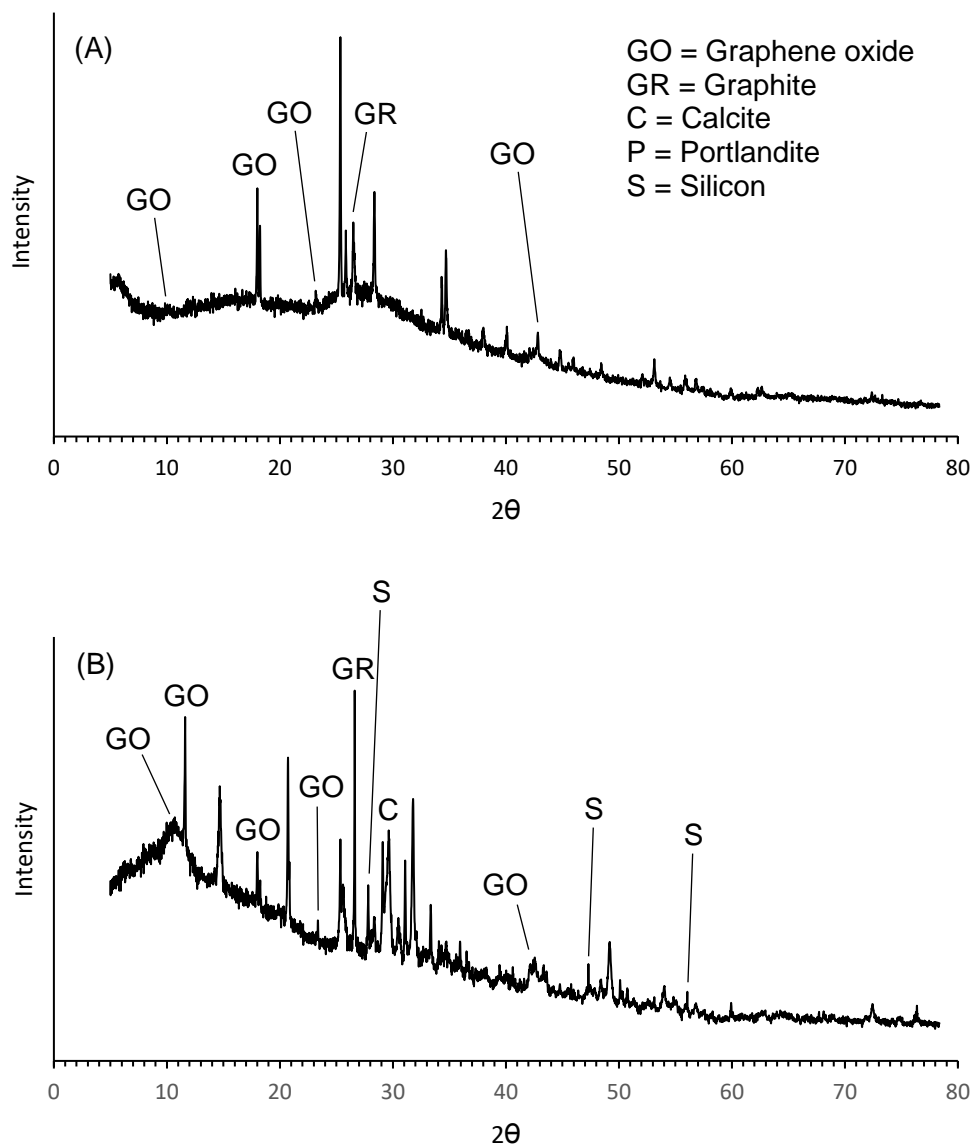 (A)
GO = Graphene oxide
GR = Graphite
C = Calcite
P = Portlandite
S = Silicon
GO
GO
GO
GR
GO
Intensity
0 10 20 30 40 50 60 70 80
2θ
(B)
S
GR
GO
GO
GO
GO
C
GO
S
S
Intensity
0 10 20 30 40 50 60 70 80
2θ